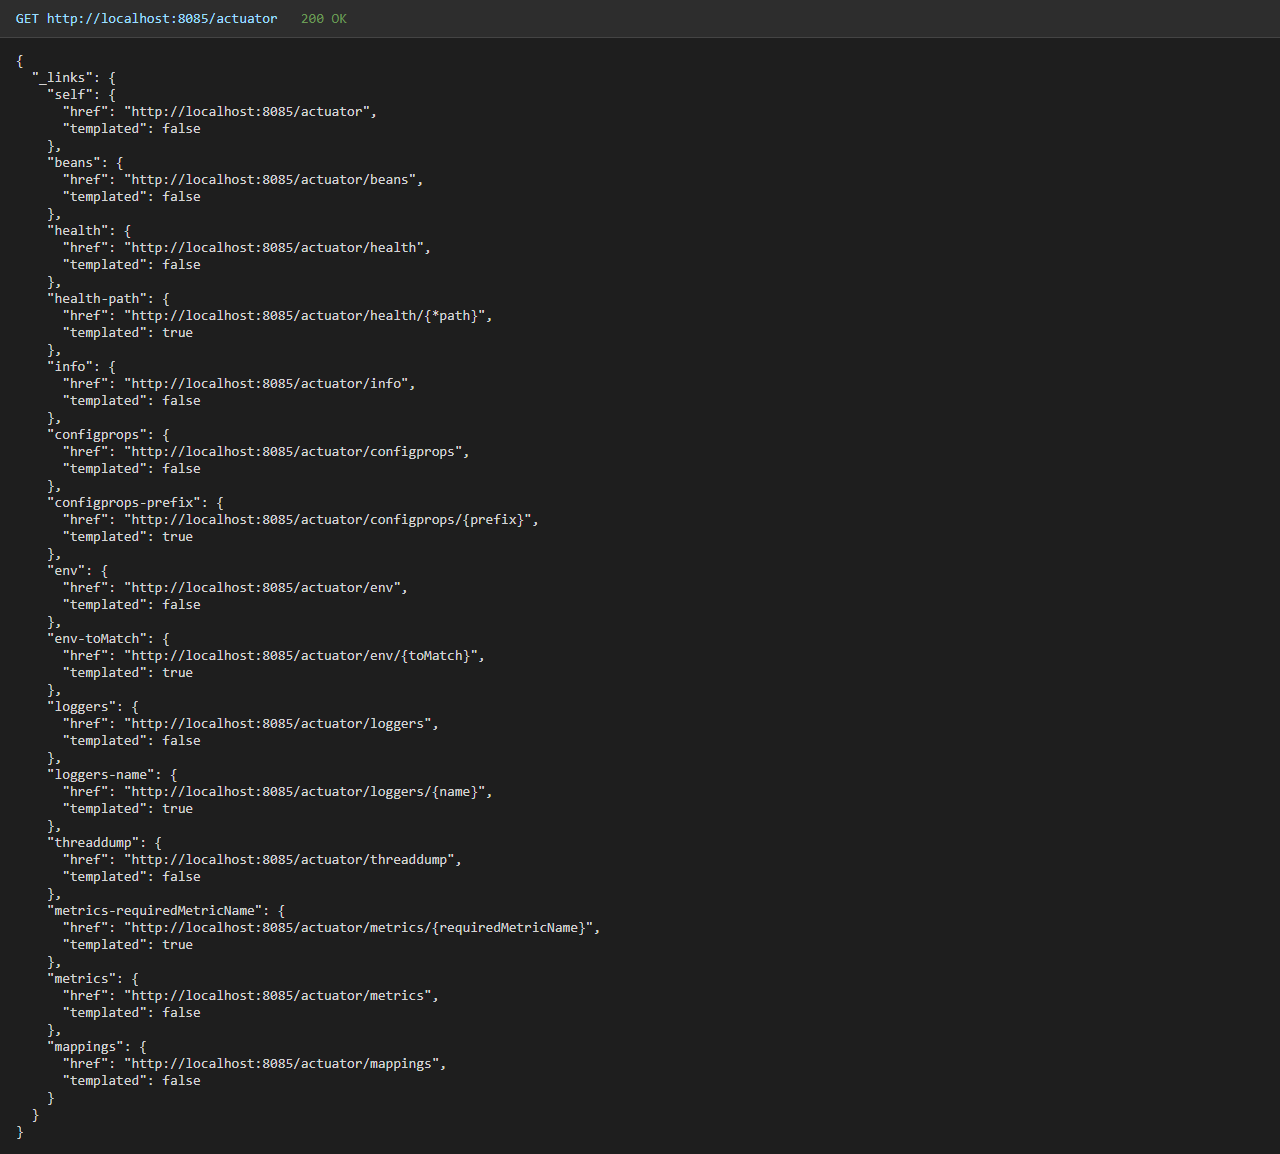 GET http://localhost:8085/actuator 200 OK
{
  "_links": {
    "self": {
      "href": "http://localhost:8085/actuator",
      "templated": false
    },
    "beans": {
      "href": "http://localhost:8085/actuator/beans",
      "templated": false
    },
    "health": {
      "href": "http://localhost:8085/actuator/health",
      "templated": false
    },
    "health-path": {
      "href": "http://localhost:8085/actuator/health/{*path}",
      "templated": true
    },
    "info": {
      "href": "http://localhost:8085/actuator/info",
      "templated": false
    },
    "configprops": {
      "href": "http://localhost:8085/actuator/configprops",
      "templated": false
    },
    "configprops-prefix": {
      "href": "http://localhost:8085/actuator/configprops/{prefix}",
      "templated": true
    },
    "env": {
      "href": "http://localhost:8085/actuator/env",
      "templated": false
    },
    "env-toMatch": {
      "href": "http://localhost:8085/actuator/env/{toMatch}",
      "templated": true
    },
    "loggers": {
      "href": "http://localhost:8085/actuator/loggers",
      "templated": false
    },
    "loggers-name": {
      "href": "http://localhost:8085/actuator/loggers/{name}",
      "templated": true
    },
    "threaddump": {
      "href": "http://localhost:8085/actuator/threaddump",
      "templated": false
    },
    "metrics-requiredMetricName": {
      "href": "http://localhost:8085/actuator/metrics/{requiredMetricName}",
      "templated": true
    },
    "metrics": {
      "href": "http://localhost:8085/actuator/metrics",
      "templated": false
    },
    "mappings": {
      "href": "http://localhost:8085/actuator/mappings",
      "templated": false
    }
  }
}